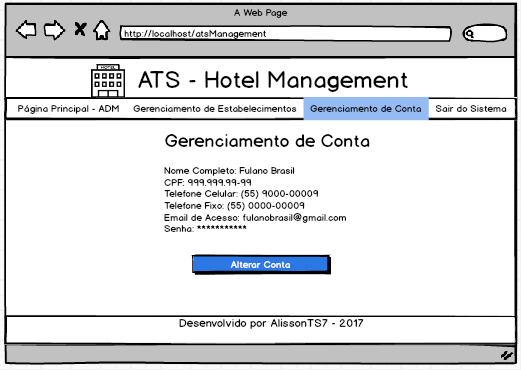 A Web Page
http://localhost/atsManagement
HOTEL
ATS - Hotel Management
Página Principal - ADM
Gerenciamento de Estabelecimentos
Gerenciamento de Conta
Sair do Sistema
Gerenciamento de Conta
Nome Completo: Fulano Brasil
CPF: 999.999.99-99
Telefone Celular: (55) 9000-00009
Telefone Fixo: (55) 0000-00009
Email de Acesso: fulanobrasil@gmail.com
Senha: ***********
Alterar Conta
Desenvolvido por AlissonTS7 - 2017